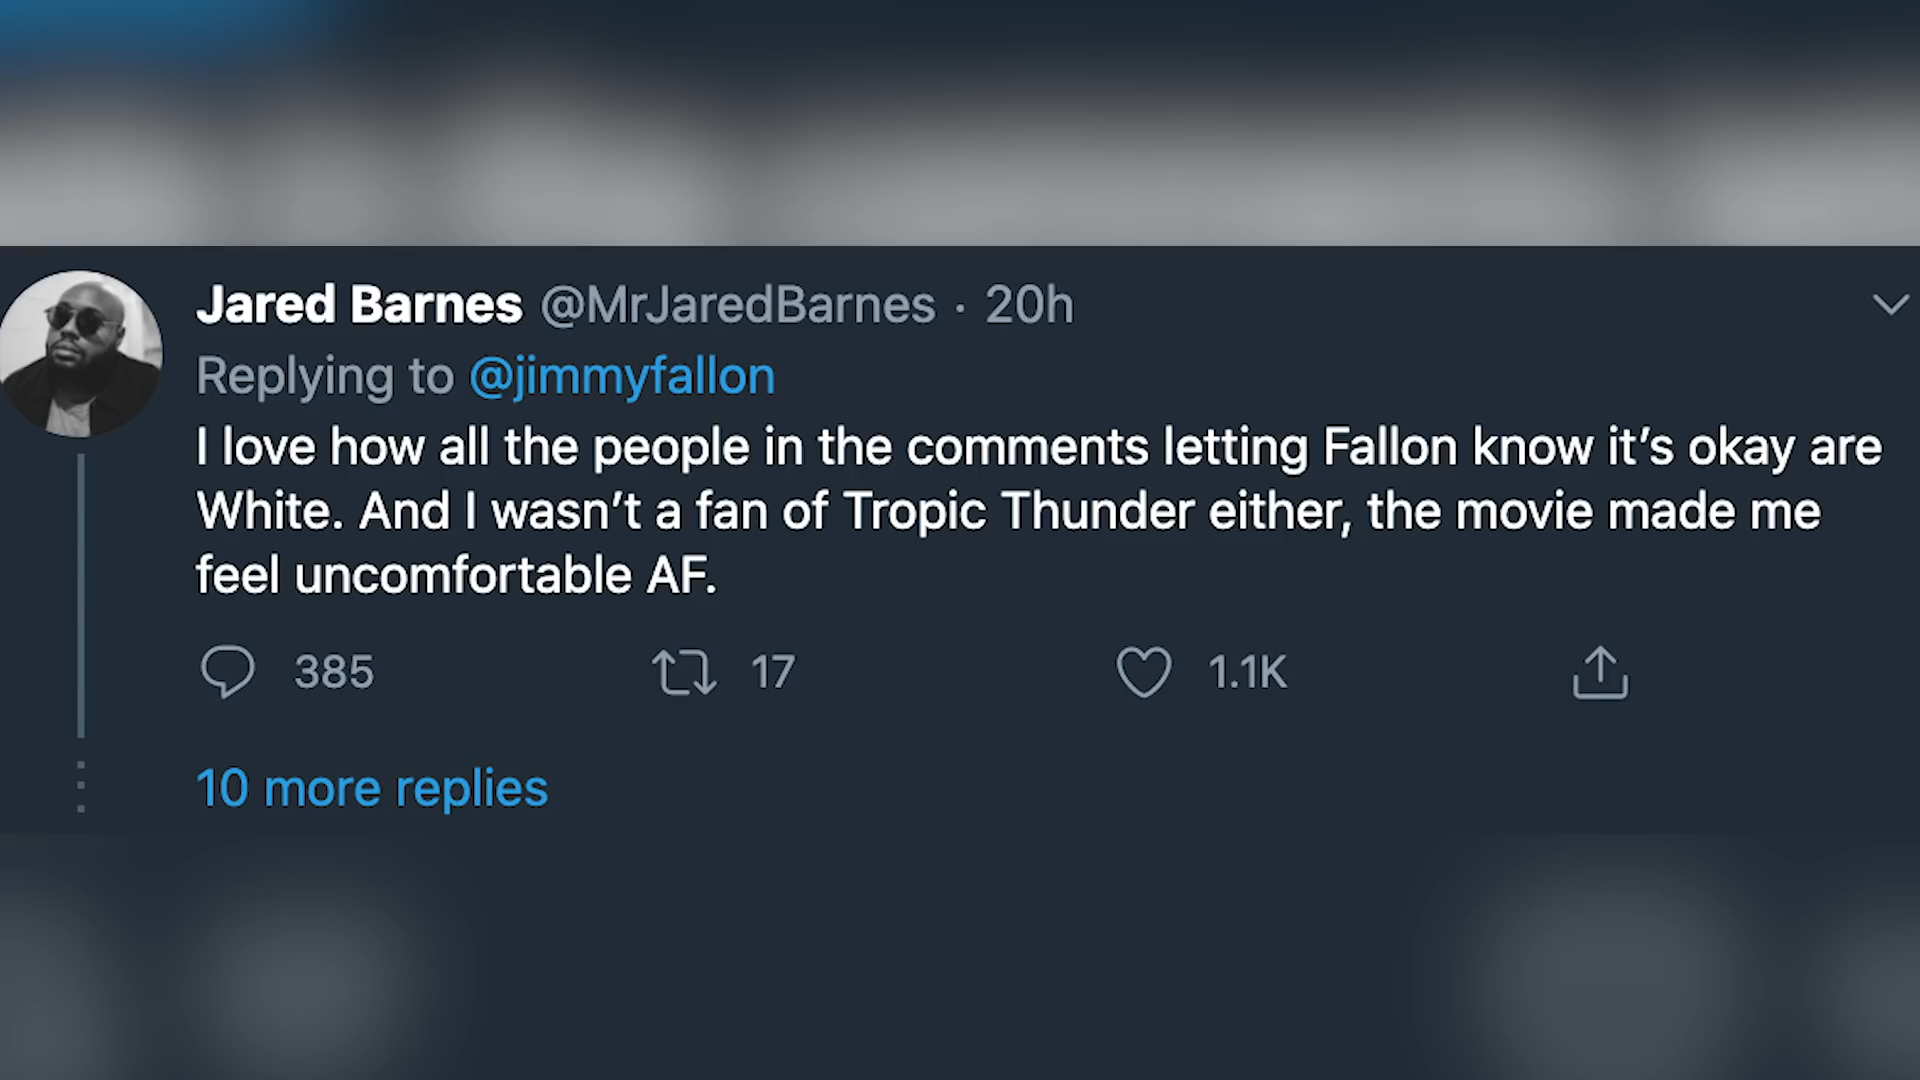 Jared Barnes @MrJaredBarnes · 20h
Replying to @jimmyfallon
I love how all the people in the comments letting Fallon know it’s okay are
White. And I wasn’t a fan of Tropic Thunder either, the movie made me
feel uncomfortable AF.
385 17 1.1K
10 more replies